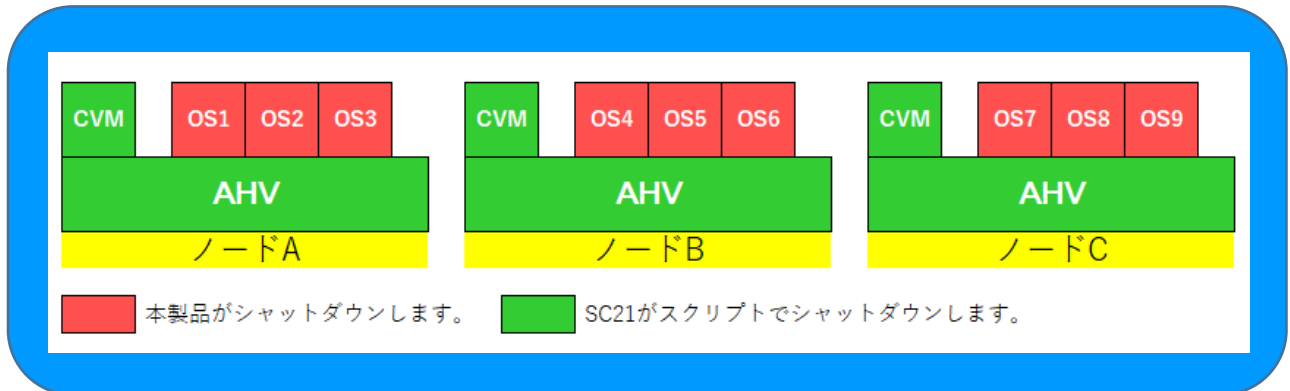 CVM OS1 OS2 OS3 CVM OS4 OS5 OS6 CVM OS7 OS8 OS9
AHV AHV AHV
ノードA ノードB ノードC
本製品がシャットダウンします。 SC21がスクリプトでシャットダウンします。